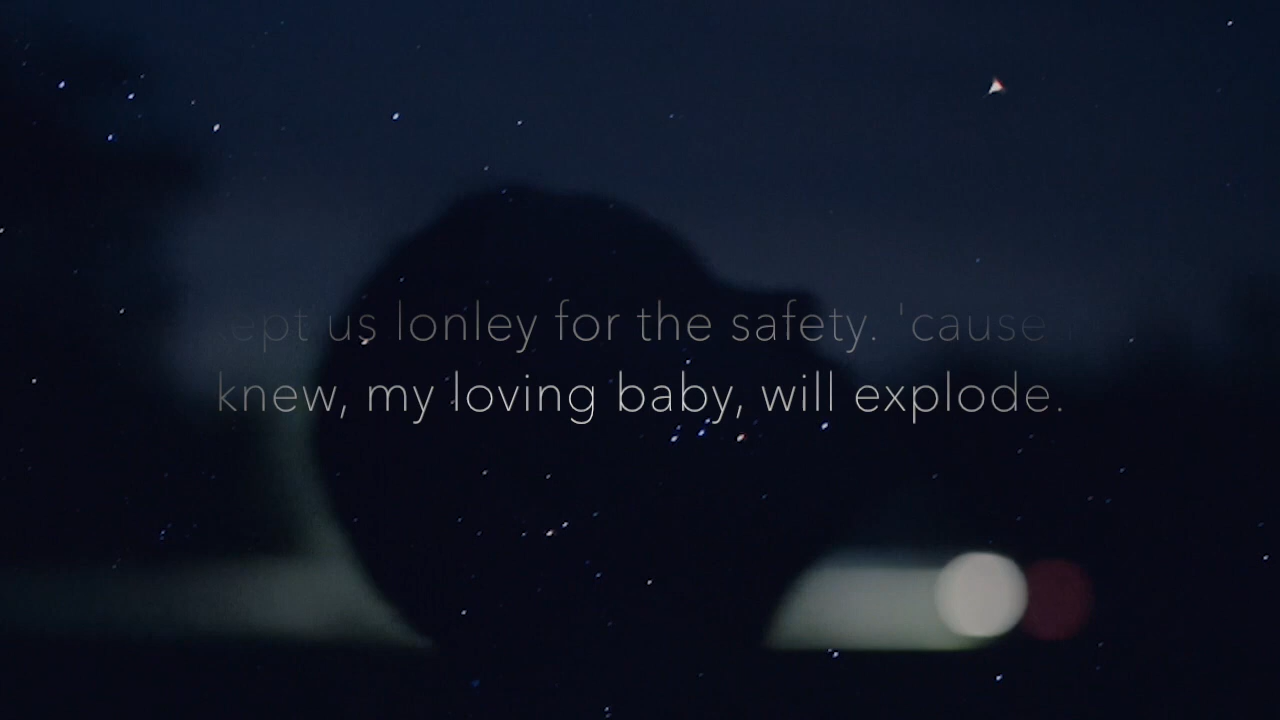 ept us lonley for the safety. 'cause
knew, my loving baby, will explode.